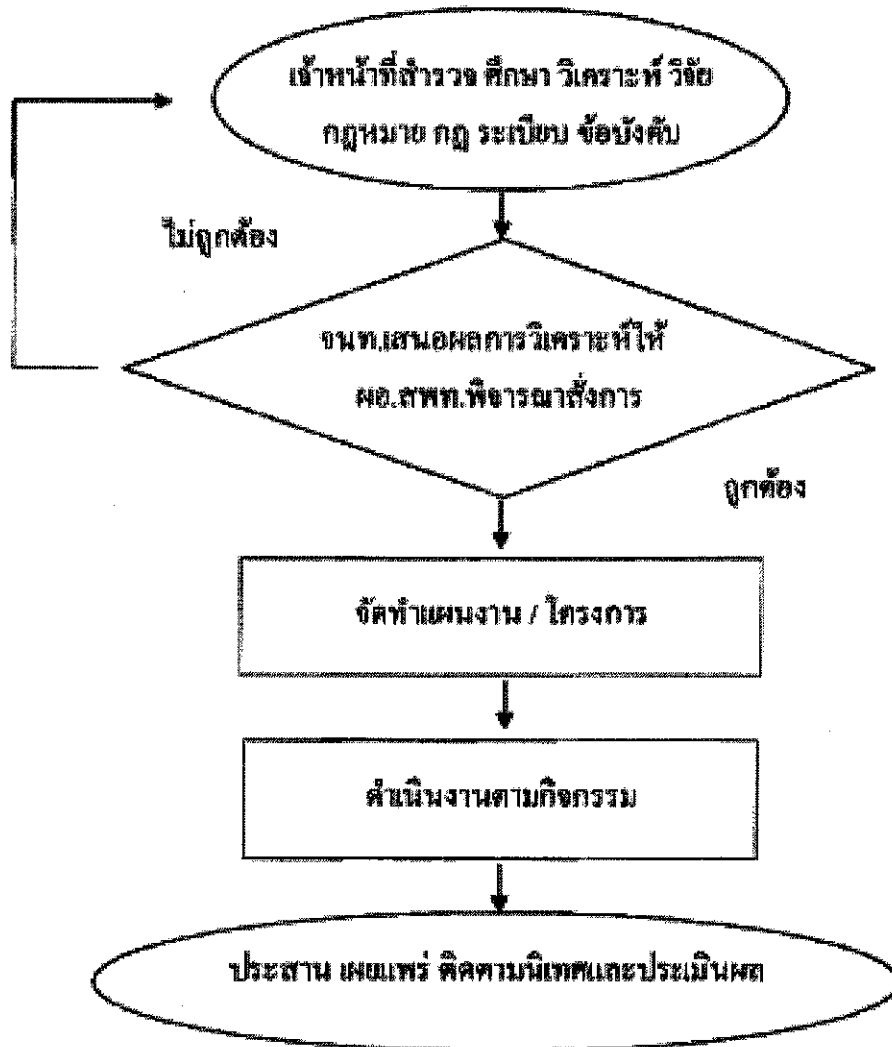 เจ้าหน้าที่สำรวจ ศึกษา วิเคราะห์ วิจัย
กฎหมาย กฎ ระเบียบ ข้อบังคับ
ไม่ถูกต้อง
จนท.เสนอผลการวิเคราะห์ให้
ผอ.สพท.พิจารณาสั่งการ
ถูกต้อง
จัดทำแผนงาน / โครงการ
ดำเนินงานตามกิจกรรม
ประสาน เผยแพร่ ติดตามนิเทศและประเมินผล